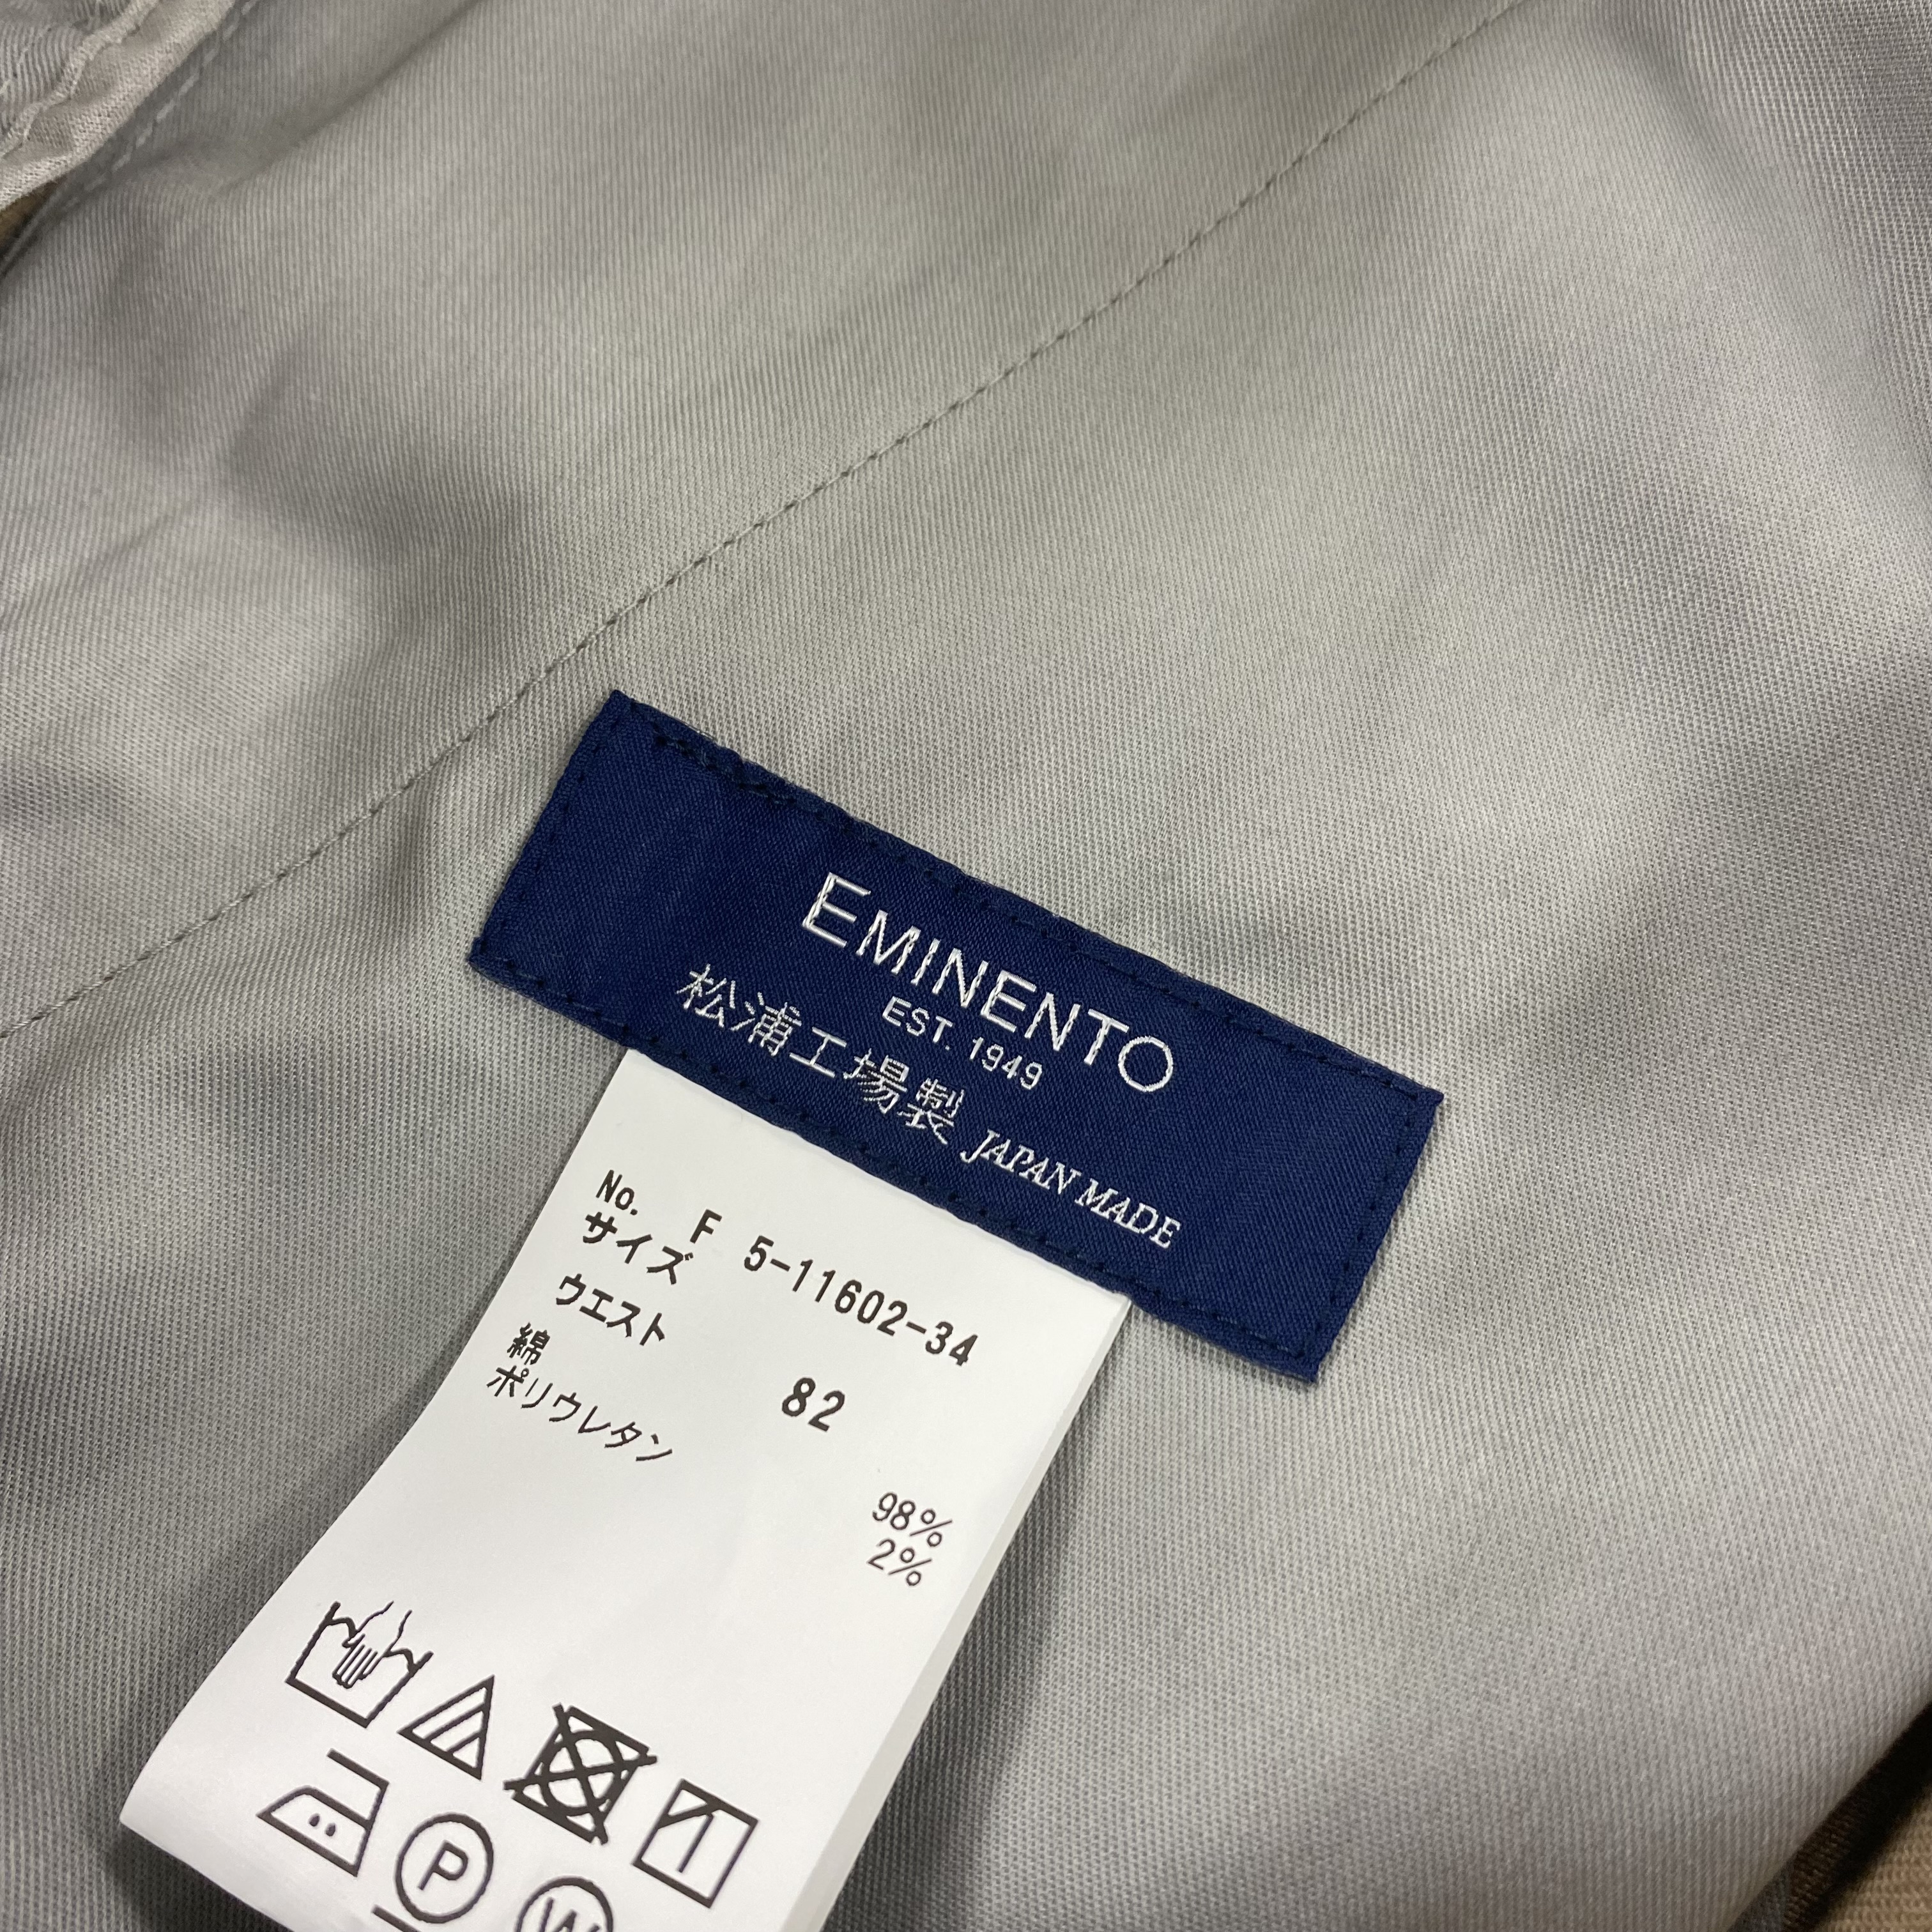 EMINENTO
EST. 1949
松浦工場製 JAPAN MADE
No. F 5-11602-34
サイズ
ウエスト 82
綿 98%
ポリウレタン 2%
P
W